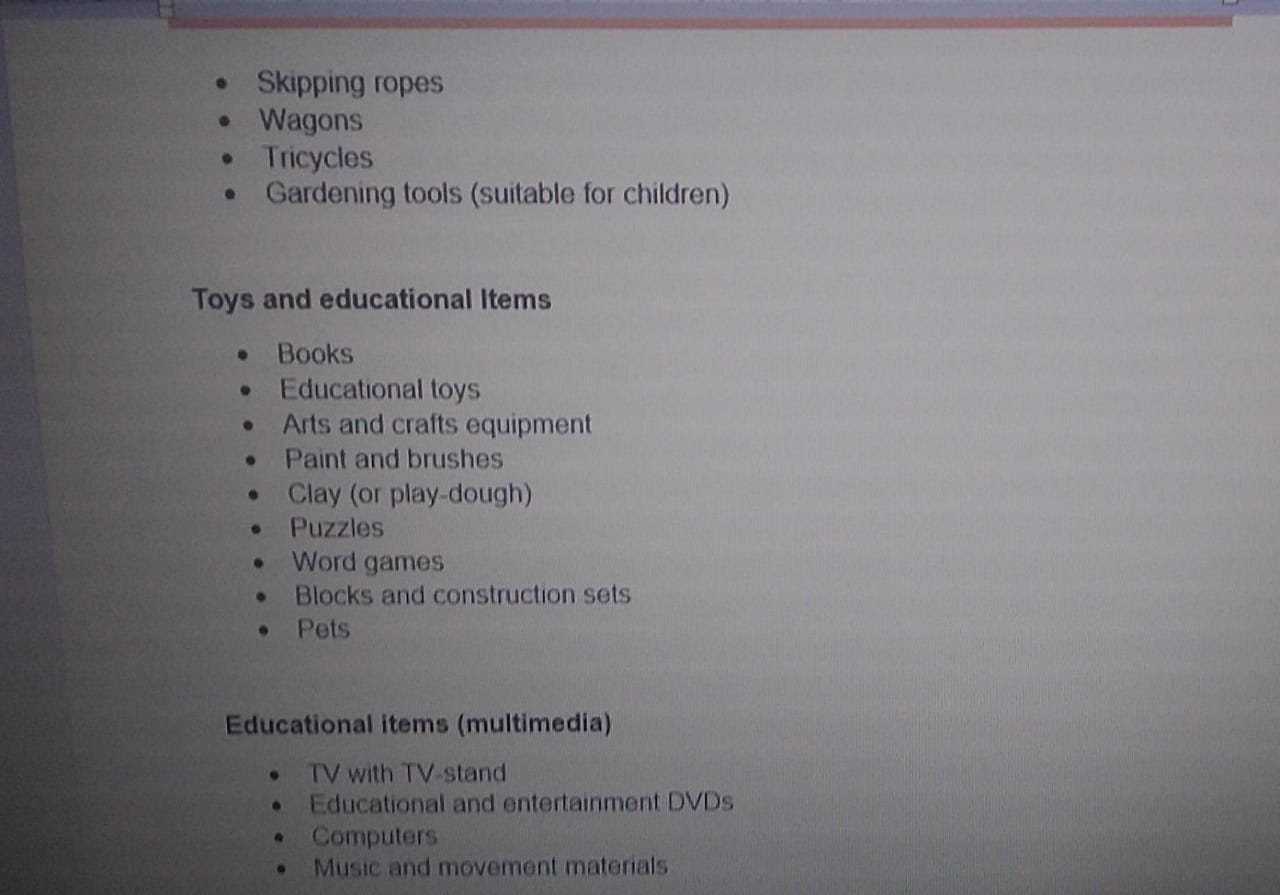 • Skipping ropes
• Wagons
• Tricycles
• Gardening tools (suitable for children)
Toys and educational Items
• Books
• Educational toys
• Arts and crafts equipment
• Paint and brushes
• Clay (or play-dough)
• Puzzles
• Word games
• Blocks and construction sets
• Pets
Educational items (multimedia)
• TV with TV-stand
• Educational and entertainment DVDs
• Computers
• Music and movement materials